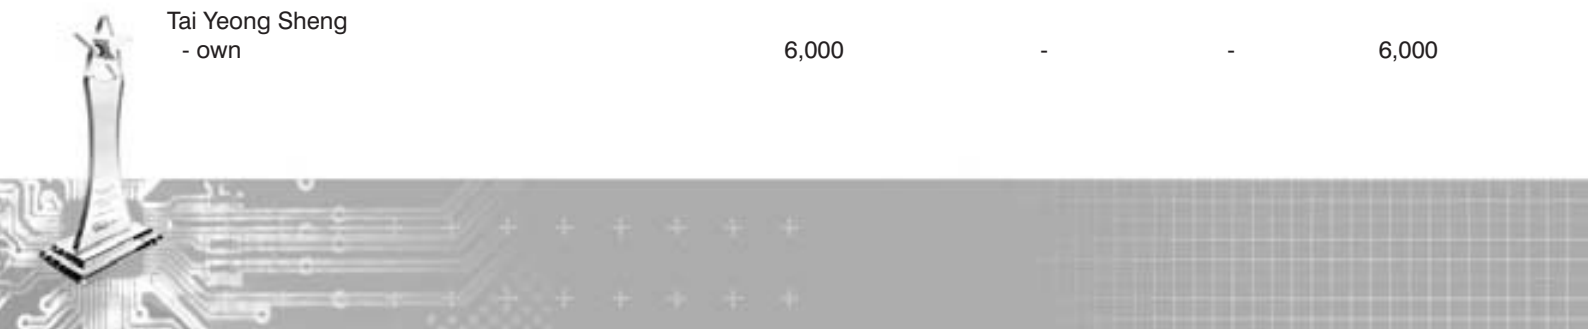 Tai Yeong Sheng
- own 6,000 - - 6,000